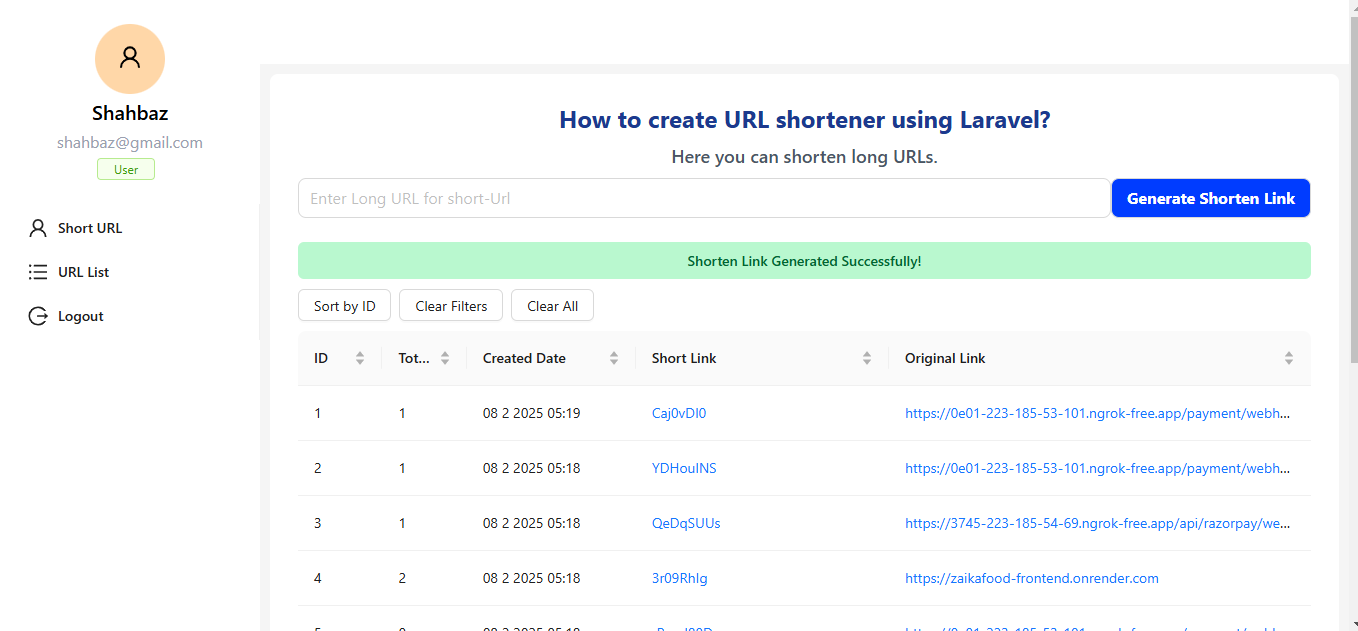 Shahbaz
shahbaz@gmail.com
User
Short URL
URL List
Logout
How to create URL shortener using Laravel?
Here you can shorten long URLs.
Enter Long URL for short-Url
Generate Shorten Link
Shorten Link Generated Successfully!
Sort by ID Clear Filters Clear All
ID Tot... Created Date Short Link Original Link
1 1 08 2 2025 05:19 Caj0vDI0 https://0e01-223-185-53-101.ngrok-free.app/payment/webh...
2 1 08 2 2025 05:18 YDHouINS https://0e01-223-185-53-101.ngrok-free.app/payment/webh...
3 1 08 2 2025 05:18 QeDqSUUs https://3745-223-185-54-69.ngrok-free.app/api/razorpay/we...
4 2 08 2 2025 05:18 3r09RhIg https://zaikafood-frontend.onrender.com